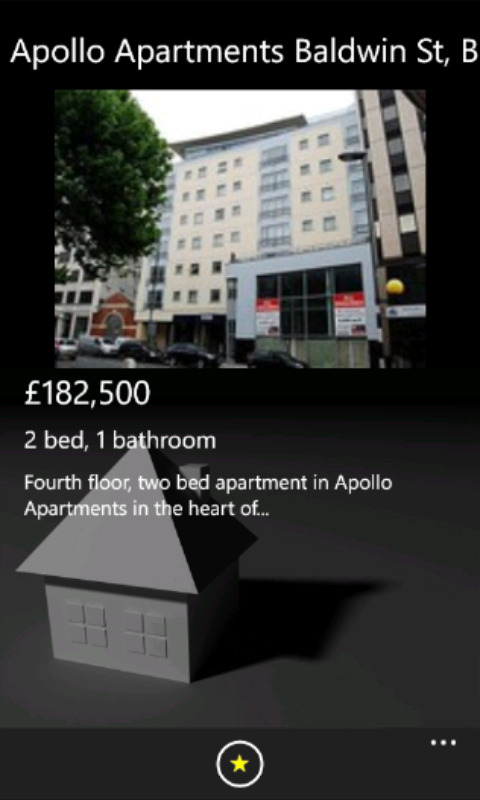 Apollo Apartments Baldwin St, B
£182,500
2 bed, 1 bathroom
Fourth floor, two bed apartment in Apollo
Apartments in the heart of...